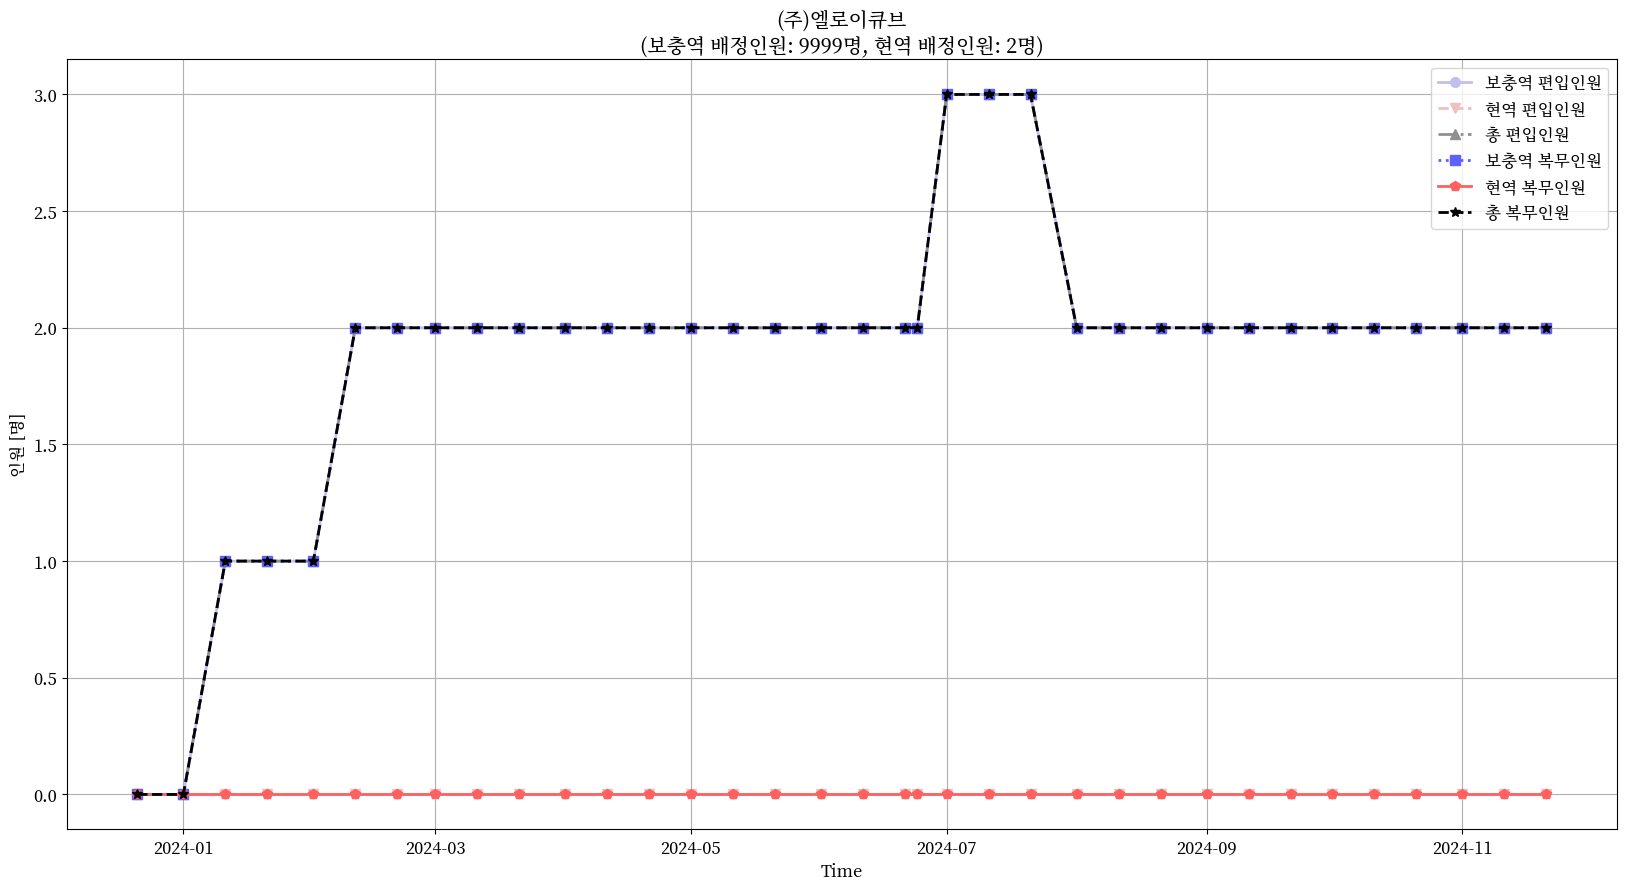 (주)엘로이큐브
(보충역 배정인원: 9999명, 현역 배정인원: 2명)
보충역 편입인원
현역 편입인원
총 편입인원
보충역 복무인원
현역 복무인원
총 복무인원
인원 [명]
3.0
2.5
2.0
1.5
1.0
0.5
0.0
2024-01 2024-03 2024-05 2024-07 2024-09 2024-11
Time